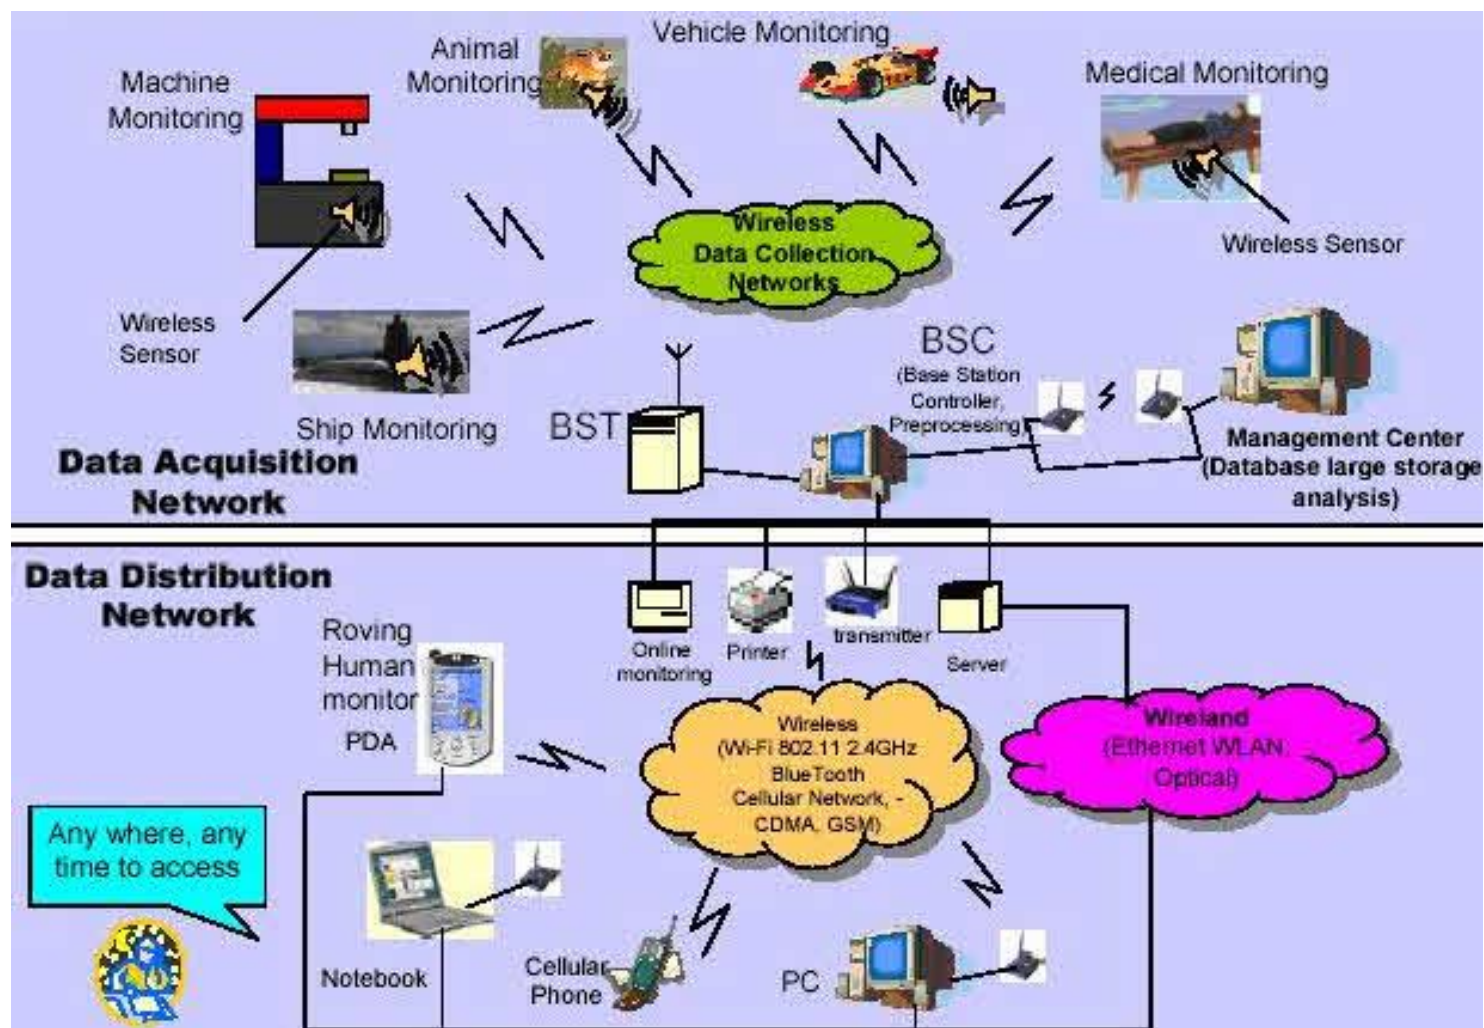 Machine
Monitoring
Animal
Monitoring
Vehicle Monitoring
Medical Monitoring
Wireless
Data Collection
Networks
Wireless Sensor
Wireless
Sensor
Ship Monitoring
BST
BSC
(Base Station
Controller,
Preprocessing)
Management Center
(Database large storage
analysis)
Data Acquisition
Network
Data Distribution
Network
Roving
Human
monitor
PDA
Online
monitoring
Printer
transmitter
Server
Wireless
(Wi-Fi 802.11 2.4GHz
BlueTooth
Cellular Network, -
CDMA, GSM)
Wireland
(Ethernet WLAN,
Optical)
Any where, any
time to access
Notebook
Cellular
Phone
PC